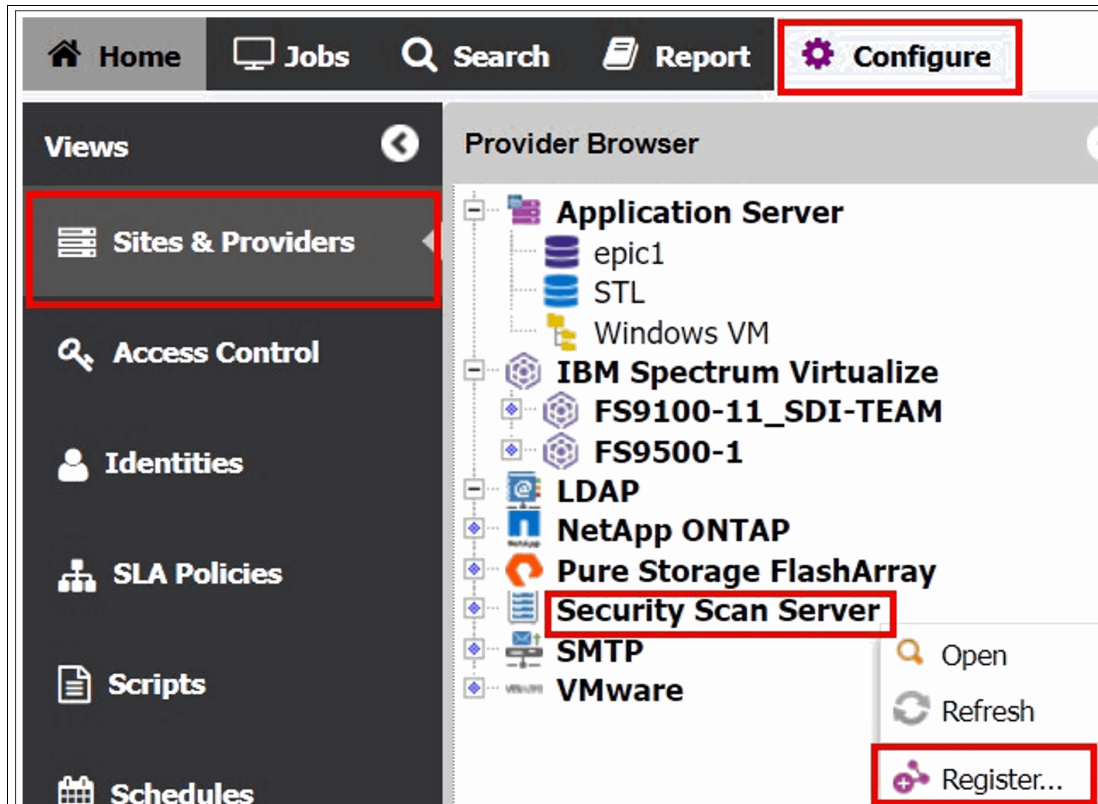 Home Jobs Search Report Configure
Views
Sites & Providers
Access Control
Identities
SLA Policies
Scripts
Schedules
Provider Browser
Application Server
epic1
STL
Windows VM
IBM Spectrum Virtualize
FS9100-11_SDI-TEAM
FS9500-1
LDAP
NetApp ONTAP
Pure Storage FlashArray
Security Scan Server
SMTP
VMware
Open
Refresh
Register...